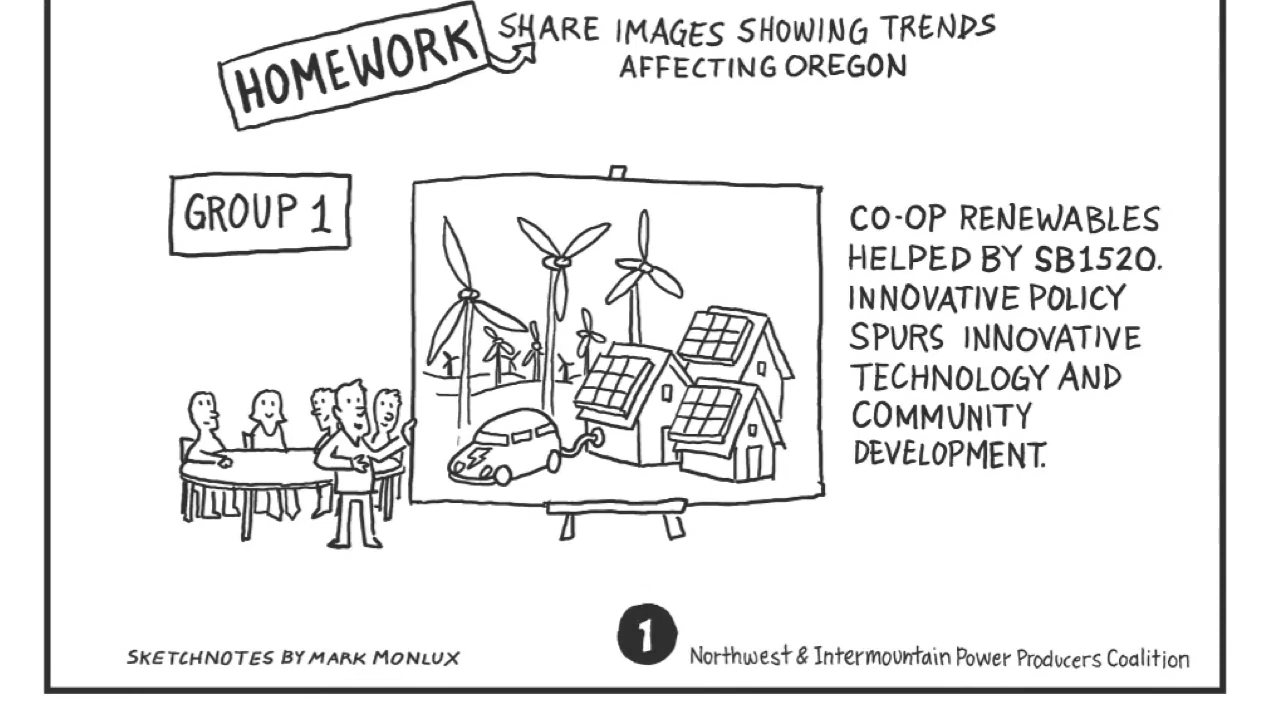 HOMEWORK
SHARE IMAGES SHOWING TRENDS
AFFECTING OREGON
GROUP 1
CO-OP RENEWABLES
HELPED BY SB1520.
INNOVATIVE POLICY
SPURS INNOVATIVE
TECHNOLOGY AND
COMMUNITY
DEVELOPMENT.
SKETCHNOTES BY MARK MONLUX
1
Northwest & Intermountain Power Producers Coalition